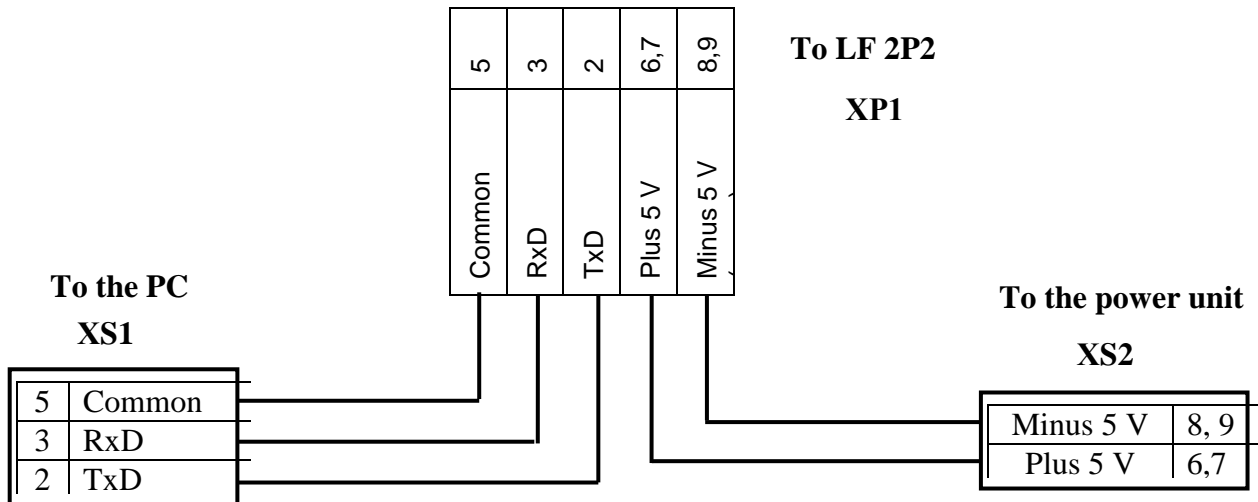 5
3
2
6,7
8,9
Common
RxD
TxD
Plus 5 V
Minus 5 V
To LF 2P2
XP1
To the PC
XS1
5 Common
3 RxD
2 TxD
To the power unit
XS2
Minus 5 V 8, 9
Plus 5 V 6,7